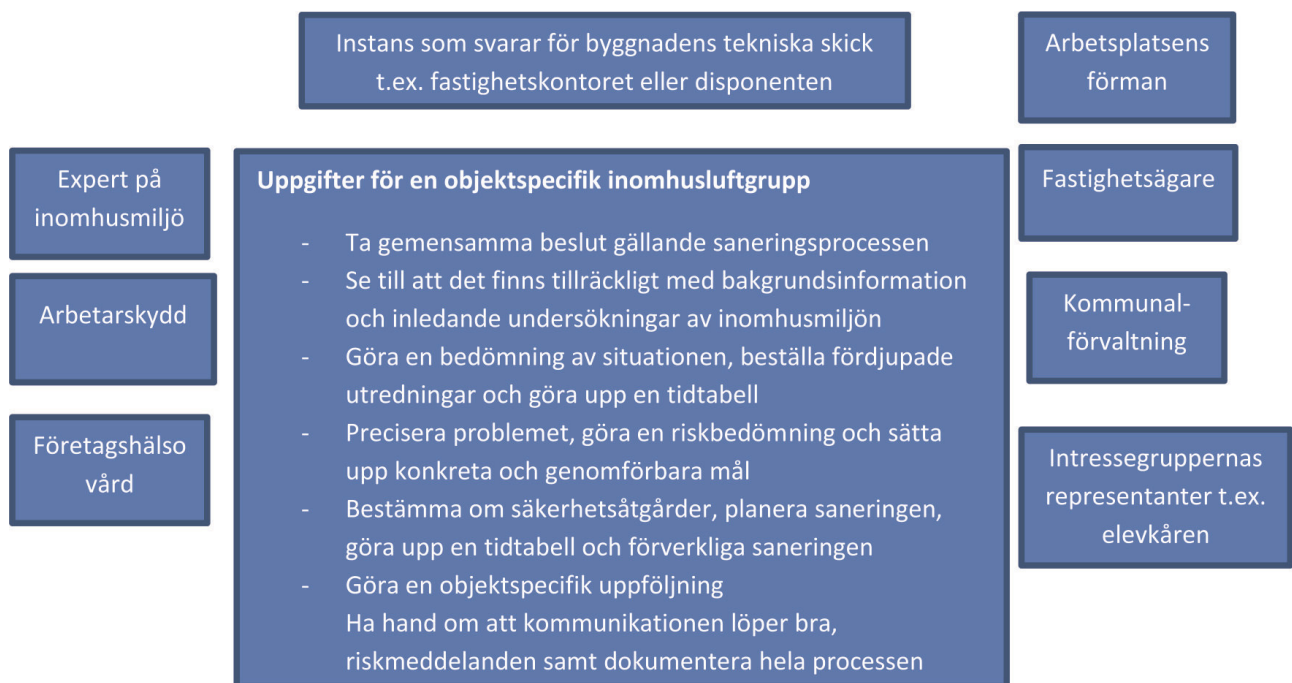 Instans som svarar för byggnadens tekniska skick
t.ex. fastighetskontoret eller disponenten
Arbetsplatsens
förman
Expert på
inomhusmiljö
Arbetarskydd
Företagshälso
vård
Uppgifter för en objektspecifik inomhusluftgrupp
- Ta gemensamma beslut gällande saneringsprocessen
- Se till att det finns tillräckligt med bakgrundsinformation
och inledande undersökningar av inomhusmiljön
- Göra en bedömning av situationen, beställa fördjupade
utredningar och göra upp en tidtabell
- Precisera problemet, göra en riskbedömning och sätta
upp konkreta och genomförbara mål
- Bestämma om säkerhetsåtgärder, planera saneringen,
göra upp en tidtabell och förverkliga saneringen
- Göra en objektspecifik uppföljning
Ha hand om att kommunikationen löper bra,
riskmeddelanden samt dokumentera hela processen
Fastighetsägare
Kommunal-
förvaltning
Intressegruppernas
representanter t.ex.
elevkåren